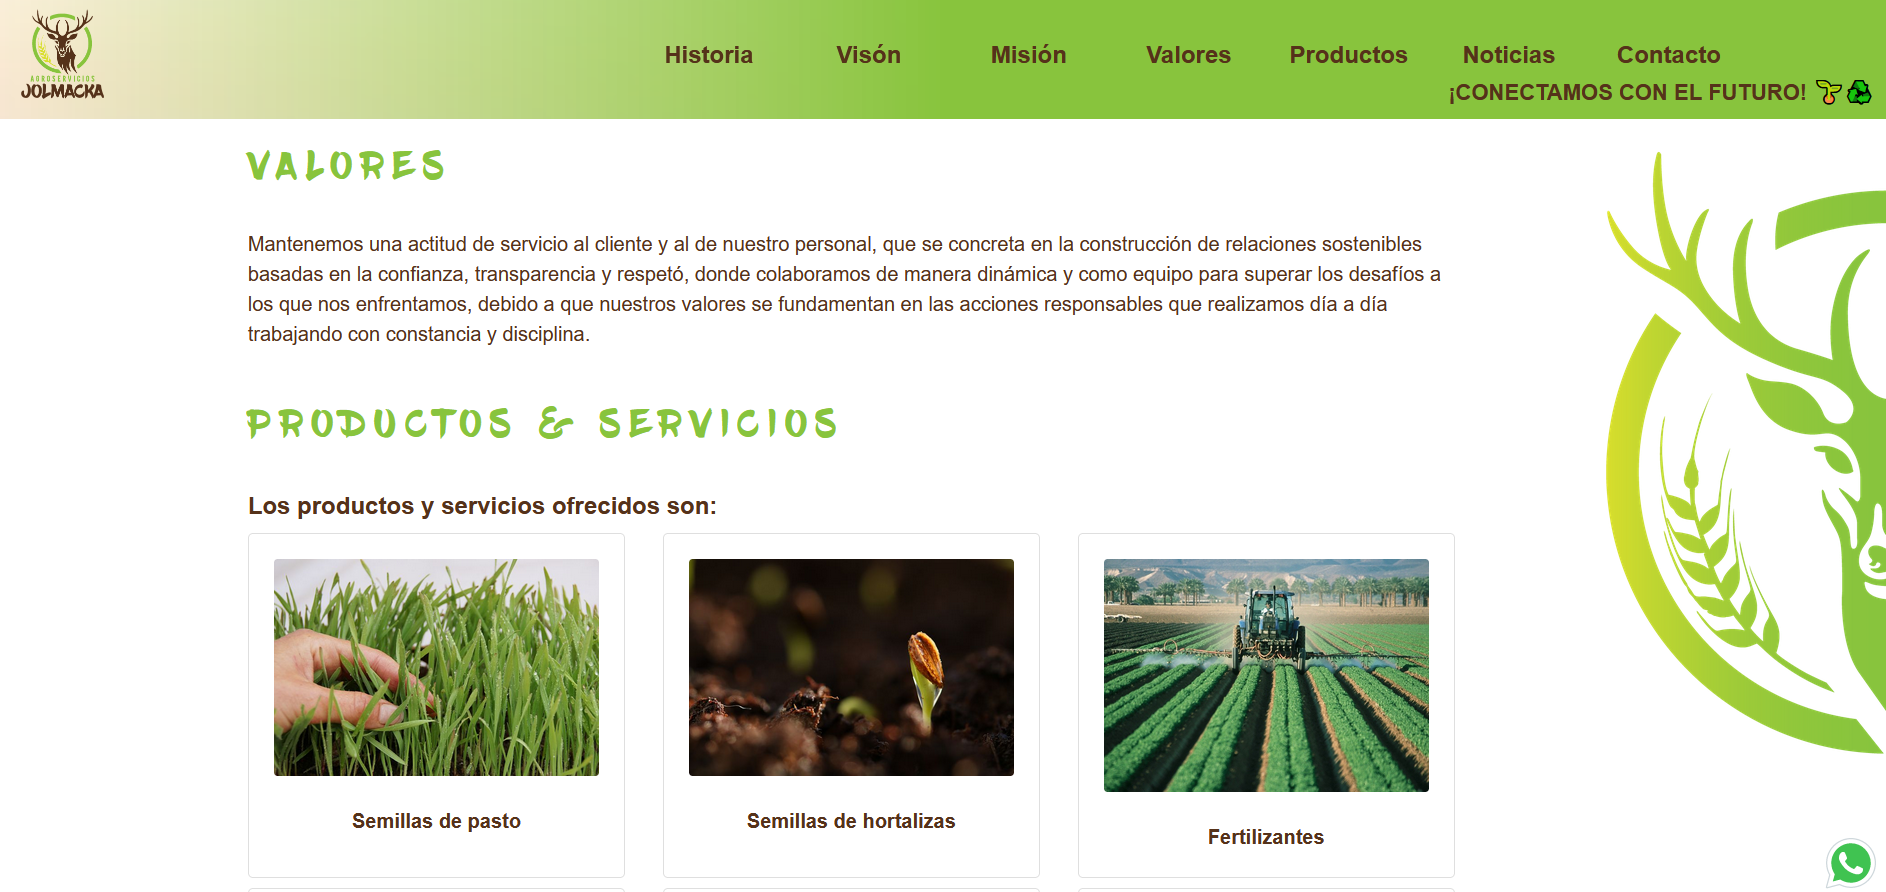 AGROSERVICIOS
JOLMACKA
Historia
Visón
Misión
Valores
Productos
Noticias
Contacto
¡CONECTAMOS CON EL FUTURO!
VALORES
Mantenemos una actitud de servicio al cliente y al de nuestro personal, que se concreta en la construcción de relaciones sostenibles
basadas en la confianza, transparencia y respetó, donde colaboramos de manera dinámica y como equipo para superar los desafíos a
los que nos enfrentamos, debido a que nuestros valores se fundamentan en las acciones responsables que realizamos día a día
trabajando con constancia y disciplina.
PRODUCTOS & SERVICIOS
Los productos y servicios ofrecidos son:
Semillas de pasto
Semillas de hortalizas
Fertilizantes